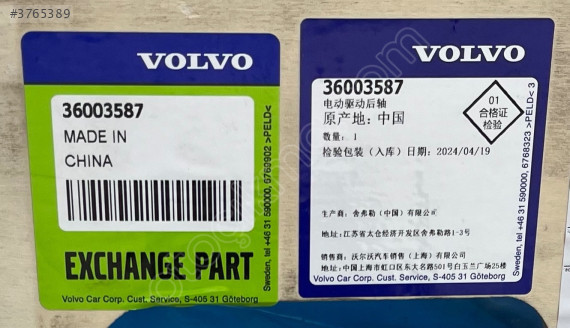 #3765389
VOLVO
36003587
MADE IN
CHINA
EXCHANGE PART
Volvo Car Corp. Cust. Service, S-405 31 Göteborg
Sweden, tel +46 31 590000, 6769902 >PELD<
VOLVO
36003587
电动驱动后轴
原产地: 中国
数量: 1
检验包装（入库）日期: 2024/04/19
01
合格证
检验
生产商: 舍弗勒（中国）有限公司
地址:江苏省太仓经济开发区舍弗勒路1-3号
销售商: 沃尔沃汽车销售（上海）有限公司
地址:中国上海市虹口区东大名路501号白玉兰广场25楼
Volvo Car Corp. Cust. Service, S-405 31 Göteborg
Sweden, tel +46 31 590000, 6768323 >PELD< 3